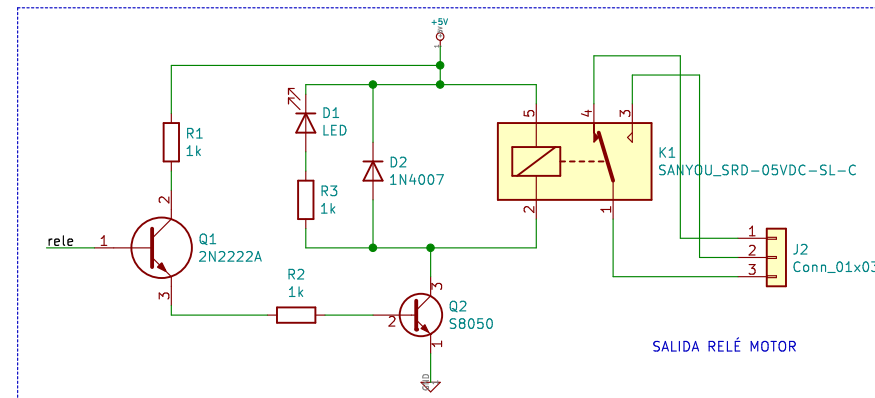 +5V
1
R1
1k
2
rele
1
Q1
2N2222A
3
D1
LED
R3
1k
D2
1N4007
R2
1k
3
Q2
S8050
2
1
GND
5
4
3
K1
SANYOU_SRD-05VDC-SL-C
2
1
1
2
3
J2
Conn_01x03
SALIDA RELÉ MOTOR